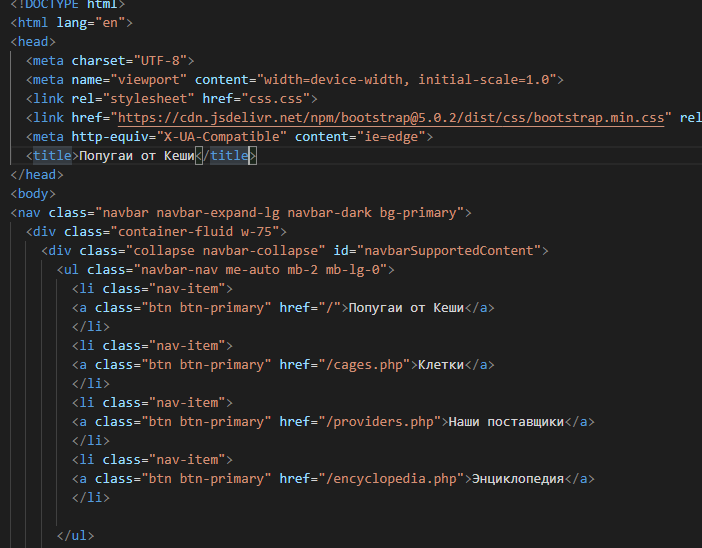 <!DOCTYPE html>
<html lang="en">
<head>
<meta charset="UTF-8">
<meta name="viewport" content="width=device-width, initial-scale=1.0">
<link rel="stylesheet" href="css.css">
<link href="https://cdn.jsdelivr.net/npm/bootstrap@5.0.2/dist/css/bootstrap.min.css" rel
<meta http-equiv="X-UA-Compatible" content="ie=edge">
<title>Попугаи от Кеши</title>
</head>
<body>
<nav class="navbar navbar-expand-lg navbar-dark bg-primary">
<div class="container-fluid w-75">
<div class="collapse navbar-collapse" id="navbarSupportedContent">
<ul class="navbar-nav me-auto mb-2 mb-lg-0">
<li class="nav-item">
<a class="btn btn-primary" href="/">Попугаи от Кеши</a>
</li>
<li class="nav-item">
<a class="btn btn-primary" href="/cages.php">Клетки</a>
</li>
<li class="nav-item">
<a class="btn btn-primary" href="/providers.php">Наши поставщики</a>
</li>
<li class="nav-item">
<a class="btn btn-primary" href="/encyclopedia.php">Энциклопедия</a>
</li>
</ul>